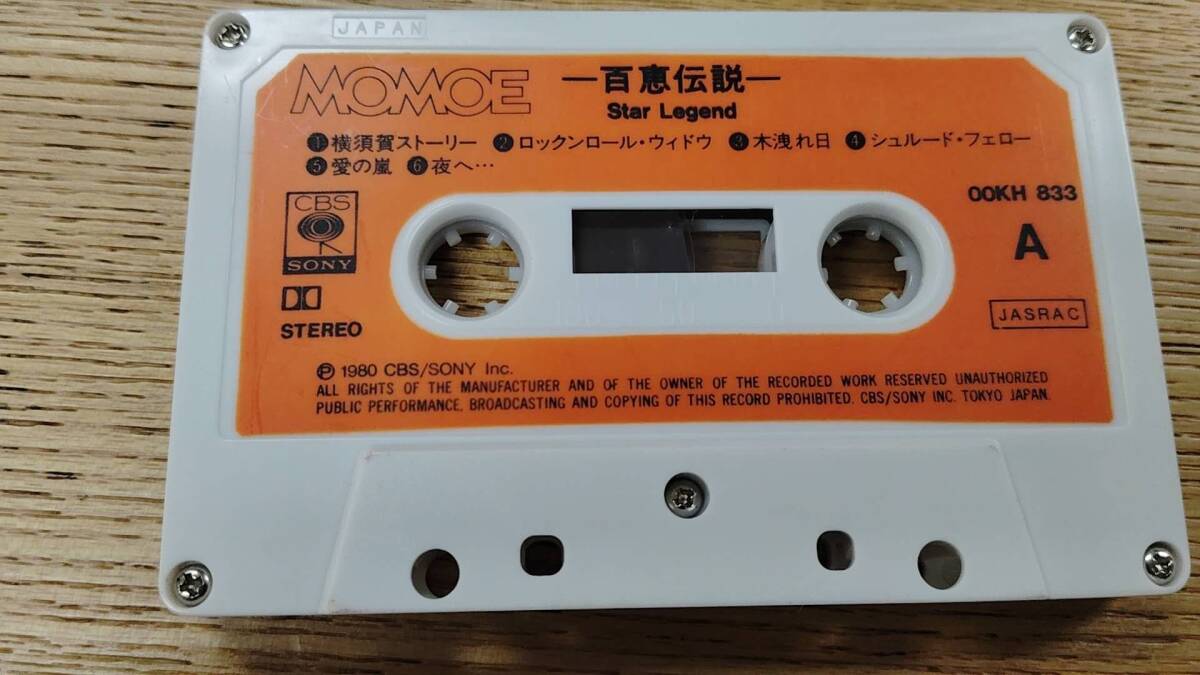 JAPAN
MOMOE
—百恵伝説—
Star Legend
❶横須賀ストーリー ❷ロックンロール・ウィドウ ❸木洩れ日 ❹シュルード・フェロー
❺愛の嵐 ❻夜へ…
CBS
SONY
STEREO
OOKH 833
A
JASRAC
Ⓟ 1980 CBS/SONY Inc.
ALL RIGHTS OF THE MANUFACTURER AND OF THE OWNER OF THE RECORDED WORK RESERVED UNAUTHORIZED
PUBLIC PERFORMANCE, BROADCASTING AND COPYING OF THIS RECORD PROHIBITED. CBS/SONY INC. TOKYO JAPAN.